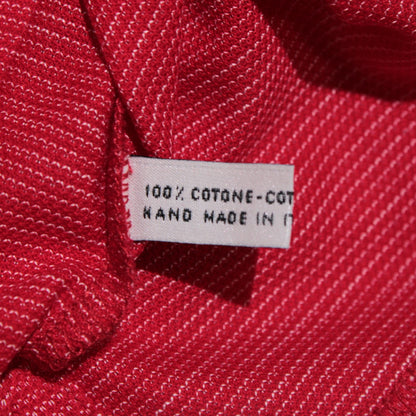 100% COTONE-COT
HAND MADE IN IT